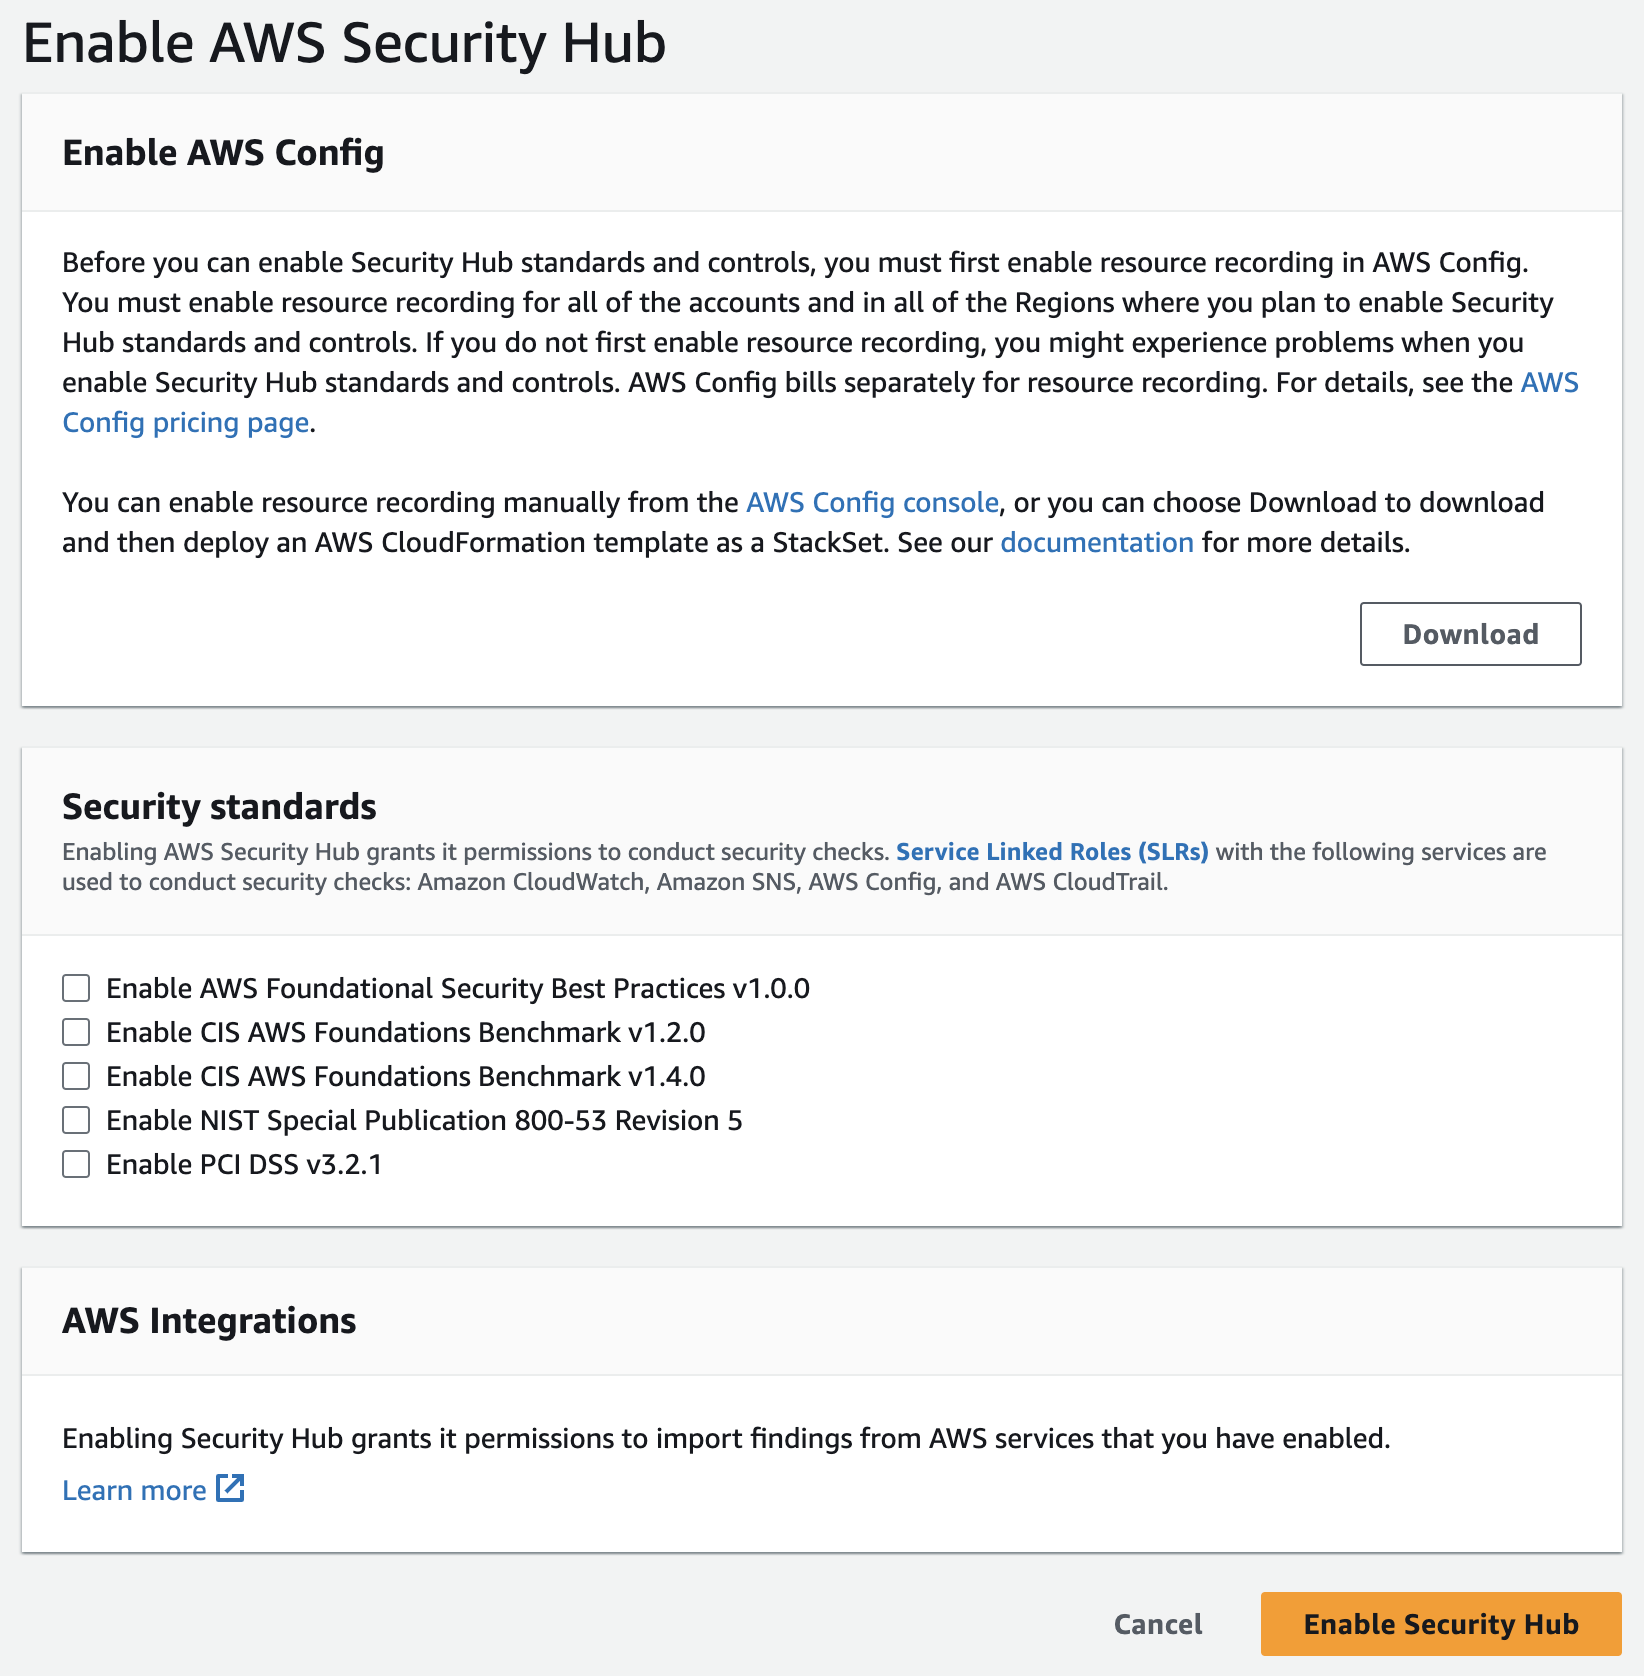 Enable AWS Security Hub
Enable AWS Config
Before you can enable Security Hub standards and controls, you must first enable resource recording in AWS Config.
You must enable resource recording for all of the accounts and in all of the Regions where you plan to enable Security
Hub standards and controls. If you do not first enable resource recording, you might experience problems when you
enable Security Hub standards and controls. AWS Config bills separately for resource recording. For details, see the AWS
Config pricing page.
You can enable resource recording manually from the AWS Config console, or you can choose Download to download
and then deploy an AWS CloudFormation template as a StackSet. See our documentation for more details.
Download
Security standards
Enabling AWS Security Hub grants it permissions to conduct security checks. Service Linked Roles (SLRs) with the following services are
used to conduct security checks: Amazon CloudWatch, Amazon SNS, AWS Config, and AWS CloudTrail.
Enable AWS Foundational Security Best Practices v1.0.0
Enable CIS AWS Foundations Benchmark v1.2.0
Enable CIS AWS Foundations Benchmark v1.4.0
Enable NIST Special Publication 800-53 Revision 5
Enable PCI DSS v3.2.1
AWS Integrations
Enabling Security Hub grants it permissions to import findings from AWS services that you have enabled.
Learn more
Cancel
Enable Security Hub